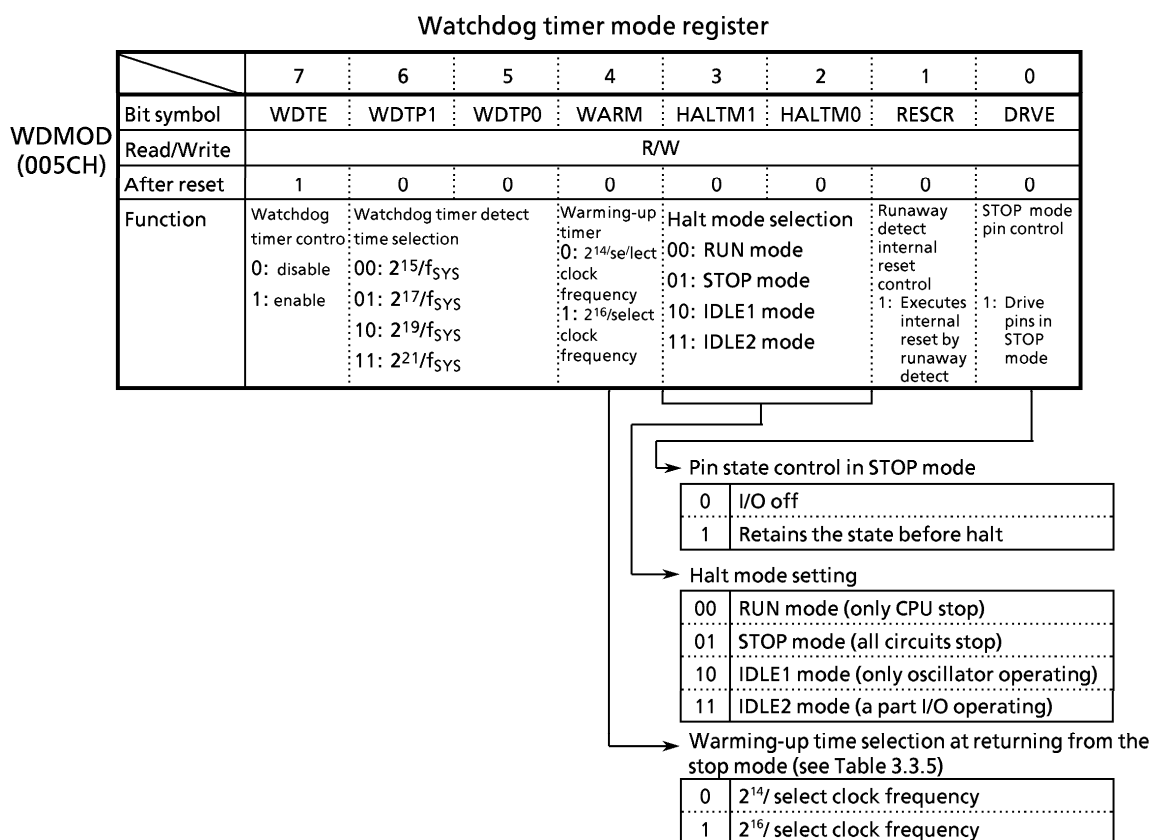 Watchdog timer mode register
7 6 5 4 3 2 1 0
WDMOD
(005CH)
Bit symbol WDTE WDTP1 WDTP0 WARM HALTM1 HALTM0 RESCR DRVE
Read/Write R/W
After reset 1 0 0 0 0 0 0 0
Function
Watchdog
timer contro
0: disable
1: enable
Watchdog timer detect
time selection
00: 2¹⁵/fSYS
01: 2¹⁷/fSYS
10: 2¹⁹/fSYS
11: 2²¹/fSYS
Warming-up
timer
0: 2¹⁴/se/lect
clock
frequency
1: 2¹⁶/select
clock
frequency
Halt mode selection
00: RUN mode
01: STOP mode
10: IDLE1 mode
11: IDLE2 mode
Runaway
detect
internal
reset
control
1: Executes
internal
reset by
runaway
detect
STOP mode
pin control
1: Drive
pins in
STOP
mode
Pin state control in STOP mode
0 I/O off
1 Retains the state before halt
Halt mode setting
00 RUN mode (only CPU stop)
01 STOP mode (all circuits stop)
10 IDLE1 mode (only oscillator operating)
11 IDLE2 mode (a part I/O operating)
Warming-up time selection at returning from the
stop mode (see Table 3.3.5)
0 2¹⁴/ select clock frequency
1 2¹⁶/ select clock frequency